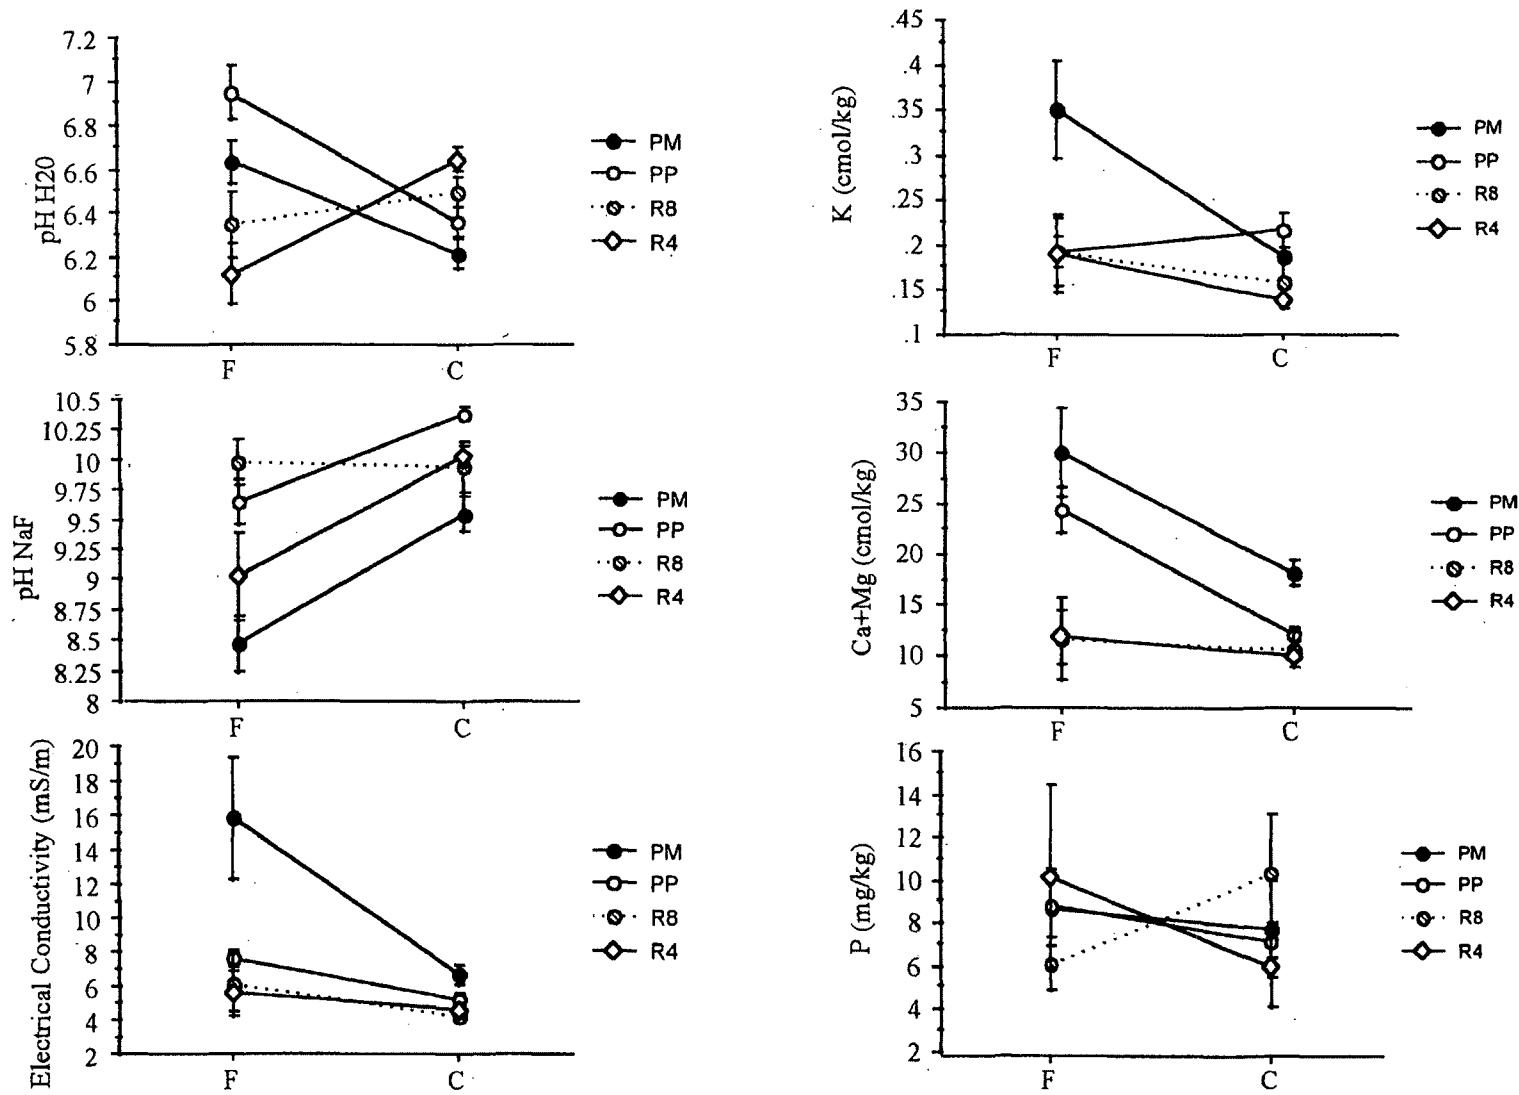 pH H20
7.2
7
6.8
6.6
6.4
6.2
6
5.8
F C
PM
PP
R8
R4
K (cmol/kg)
.45
.4
.35
.3
.25
.2
.15
.1
F C
PM
PP
R8
R4
pH NaF
10.5
10.25
10
9.75
9.5
9.25
9
8.75
8.5
8.25
8
F C
PM
PP
R8
R4
Ca+Mg (cmol/kg)
35
30
25
20
15
10
5
F C
PM
PP
R8
R4
Electrical Conductivity (mS/m)
20
18
16
14
12
10
8
6
4
2
F C
PM
PP
R8
R4
P (mg/kg)
16
14
12
10
8
6
4
2
F C
PM
PP
R8
R4